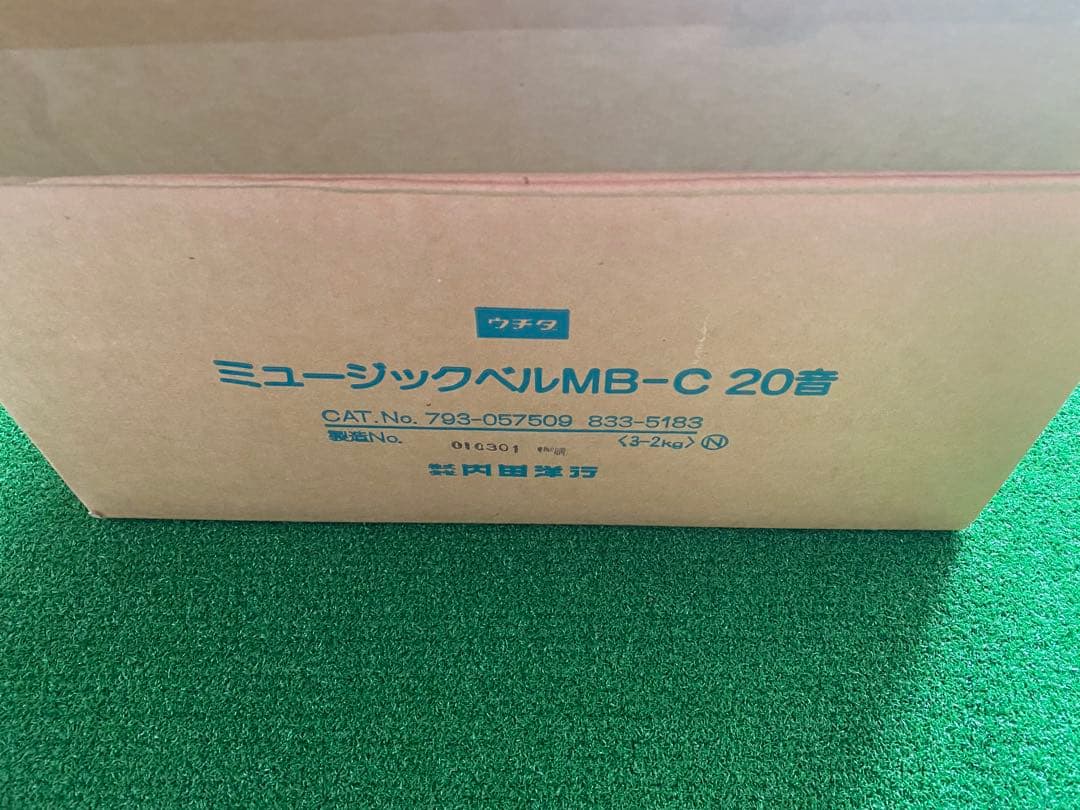 ウチダ
ミュージックベルMB-C 20音
CAT.No. 793-057509 833-5183
製造No. 〈3-2kg〉 Ⓝ
株式会社 内田洋行